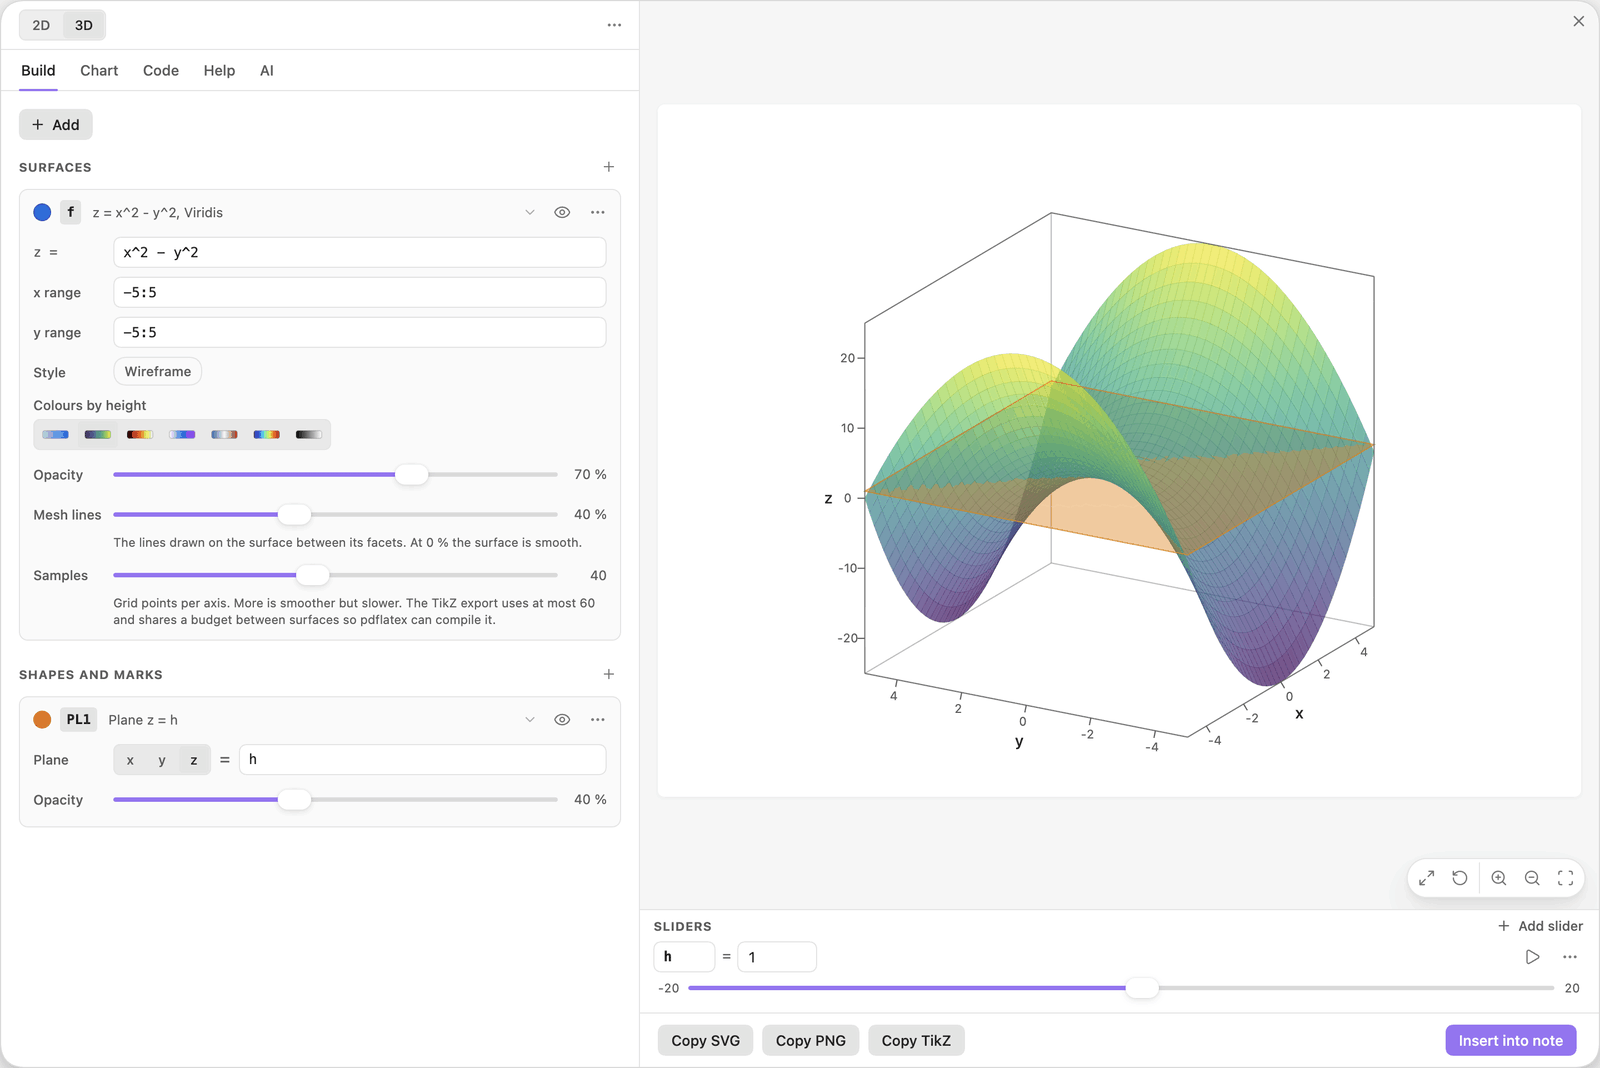 2D 3D
Build Chart Code Help AI
+ Add
SURFACES
f z = x^2 - y^2, Viridis
z = x^2 − y^2
x range −5:5
y range −5:5
Style Wireframe
Colours by height
Opacity 70 %
Mesh lines 40 %
The lines drawn on the surface between its facets. At 0 % the surface is smooth.
Samples 40
Grid points per axis. More is smoother but slower. The TikZ export uses at most 60
and shares a budget between surfaces so pdflatex can compile it.
SHAPES AND MARKS
PL1 Plane z = h
Plane x y z = h
Opacity 40 %
20
10
z 0
-10
-20
4
2
0
-2
-4
y
-4
-2
0
2
4
x
SLIDERS + Add slider
h = 1
-20 20
Copy SVG Copy PNG Copy TikZ Insert into note